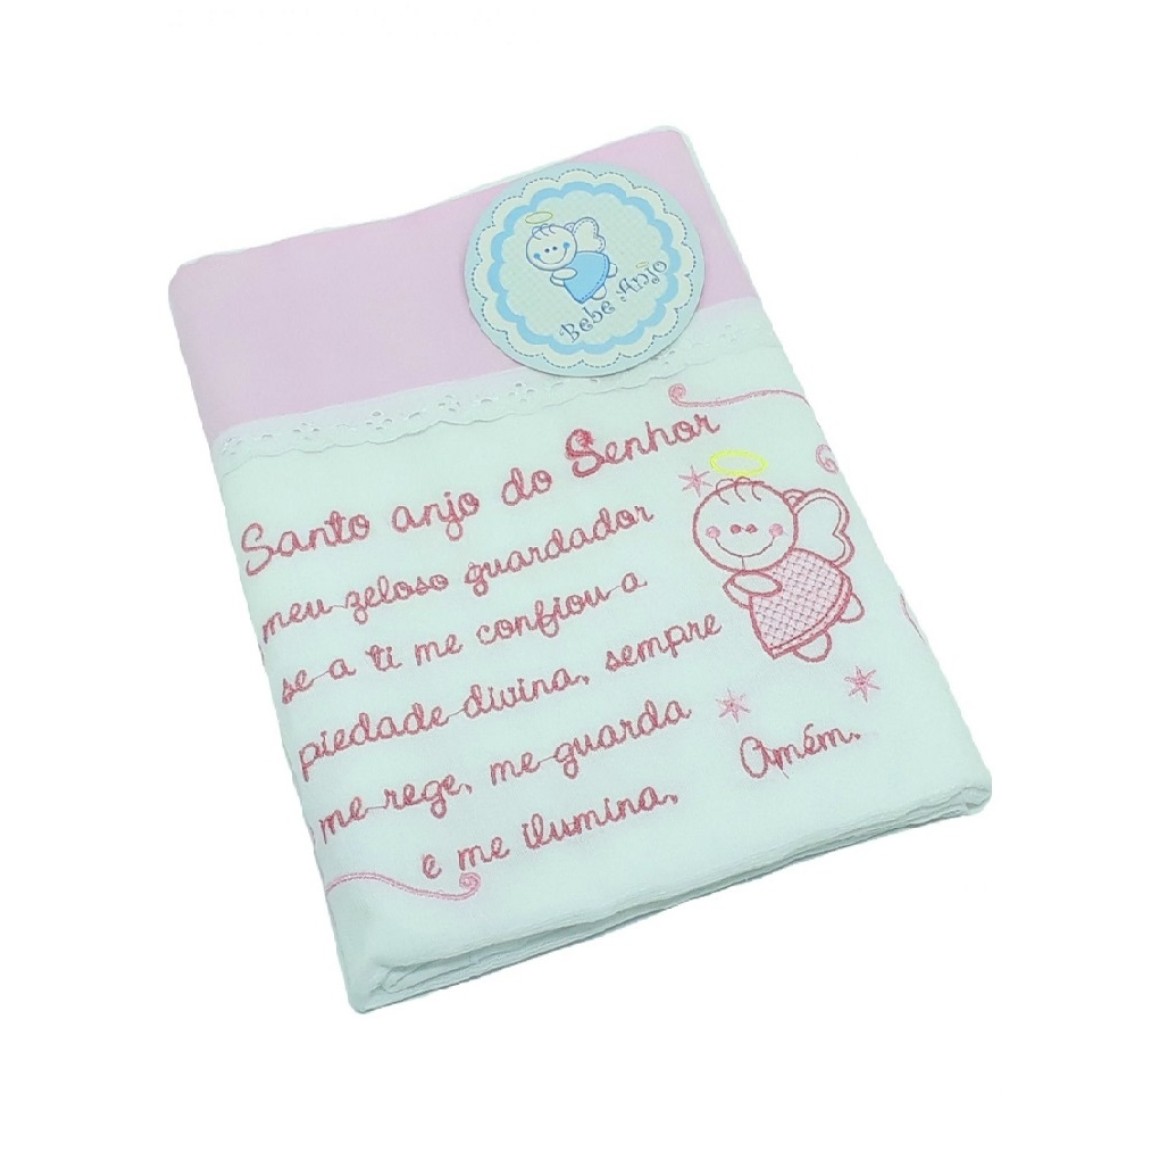 Bebe Anjo
Santo anjo do Senhor
meu zeloso guardador
se a ti me confiou a
piedade divina, sempre
me rege, me guarda
e me ilumina,
Amém.